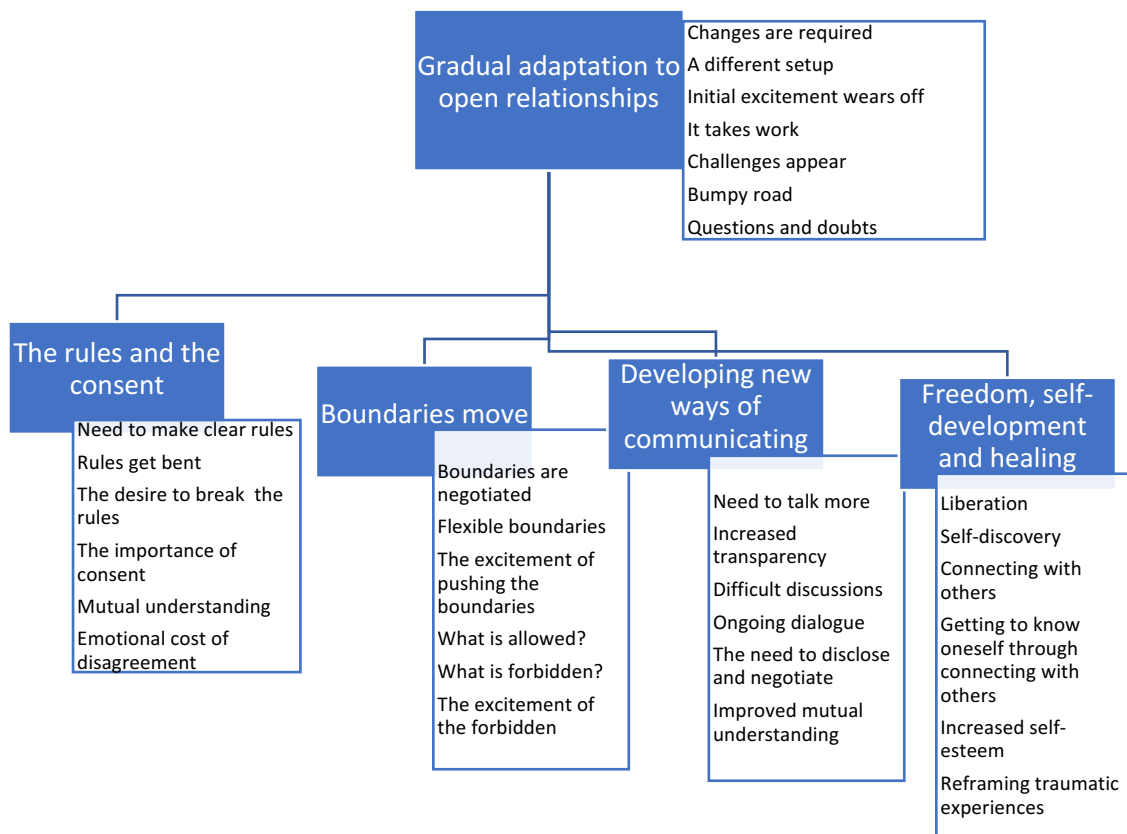 Gradual adaptation to
open relationships
Changes are required
A different setup
Initial excitement wears off
It takes work
Challenges appear
Bumpy road
Questions and doubts
The rules and the
consent
Need to make clear rules
Rules get bent
The desire to break the
rules
The importance of
consent
Mutual understanding
Emotional cost of
disagreement
Boundaries move
Boundaries are
negotiated
Flexible boundaries
The excitement of
pushing the
boundaries
What is allowed?
What is forbidden?
The excitement of
the forbidden
Developing new
ways of
communicating
Need to talk more
Increased
transparency
Difficult discussions
Ongoing dialogue
The need to disclose
and negotiate
Improved mutual
understanding
Freedom, self-
development
and healing
Liberation
Self-discovery
Connecting with
others
Getting to know
oneself through
connecting with
others
Increased self-
esteem
Reframing traumatic
experiences